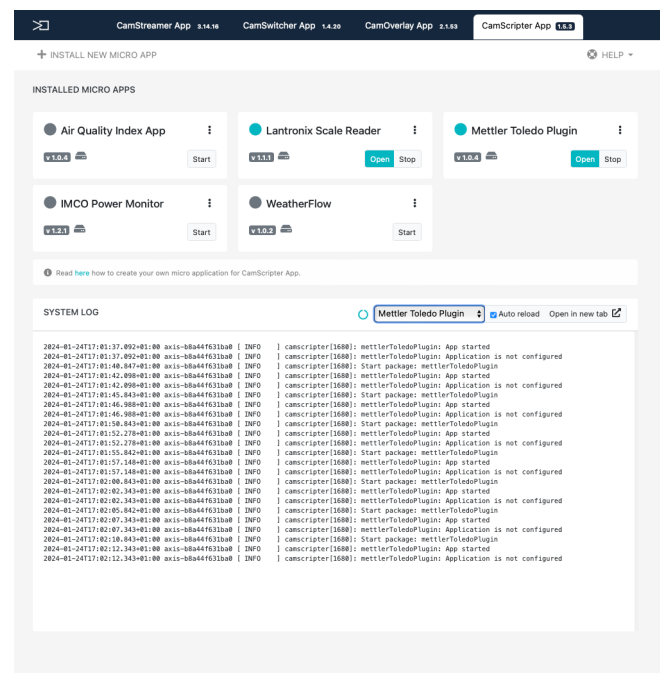 CamStreamer App 3.14.16 CamSwitcher App 1.4.20 CamOverlay App 2.1.53 CamScripter App 1.5.3
+ INSTALL NEW MICRO APP HELP
INSTALLED MICRO APPS
Air Quality Index App Lantronix Scale Reader Mettler Toledo Plugin
v 1.0.4 Start v 1.1.1 Open Stop v 1.0.4 Open Stop
IMCO Power Monitor WeatherFlow
v 1.2.1 Start v 1.0.2 Start
Read here how to create your own micro application for CamScripter App.
SYSTEM LOG Mettler Toledo Plugin Auto reload Open in new tab
2024-01-24T17:01:37.092+01:00 axis-b8a44f631ba0 [ INFO ] camscripter[1680]: mettlerToledoPlugin: App started
2024-01-24T17:01:37.092+01:00 axis-b8a44f631ba0 [ INFO ] camscripter[1680]: mettlerToledoPlugin: Application is not configured
2024-01-24T17:01:40.847+01:00 axis-b8a44f631ba0 [ INFO ] camscripter[1680]: Start package: mettlerToledoPlugin
2024-01-24T17:01:42.098+01:00 axis-b8a44f631ba0 [ INFO ] camscripter[1680]: mettlerToledoPlugin: App started
2024-01-24T17:01:42.098+01:00 axis-b8a44f631ba0 [ INFO ] camscripter[1680]: mettlerToledoPlugin: Application is not configured
2024-01-24T17:01:45.843+01:00 axis-b8a44f631ba0 [ INFO ] camscripter[1680]: Start package: mettlerToledoPlugin
2024-01-24T17:01:46.988+01:00 axis-b8a44f631ba0 [ INFO ] camscripter[1680]: mettlerToledoPlugin: App started
2024-01-24T17:01:46.988+01:00 axis-b8a44f631ba0 [ INFO ] camscripter[1680]: mettlerToledoPlugin: Application is not configured
2024-01-24T17:01:50.843+01:00 axis-b8a44f631ba0 [ INFO ] camscripter[1680]: Start package: mettlerToledoPlugin
2024-01-24T17:01:52.278+01:00 axis-b8a44f631ba0 [ INFO ] camscripter[1680]: mettlerToledoPlugin: App started
2024-01-24T17:01:52.278+01:00 axis-b8a44f631ba0 [ INFO ] camscripter[1680]: mettlerToledoPlugin: Application is not configured
2024-01-24T17:01:55.842+01:00 axis-b8a44f631ba0 [ INFO ] camscripter[1680]: Start package: mettlerToledoPlugin
2024-01-24T17:01:57.148+01:00 axis-b8a44f631ba0 [ INFO ] camscripter[1680]: mettlerToledoPlugin: App started
2024-01-24T17:01:57.148+01:00 axis-b8a44f631ba0 [ INFO ] camscripter[1680]: mettlerToledoPlugin: Application is not configured
2024-01-24T17:02:00.843+01:00 axis-b8a44f631ba0 [ INFO ] camscripter[1680]: Start package: mettlerToledoPlugin
2024-01-24T17:02:02.343+01:00 axis-b8a44f631ba0 [ INFO ] camscripter[1680]: mettlerToledoPlugin: App started
2024-01-24T17:02:02.343+01:00 axis-b8a44f631ba0 [ INFO ] camscripter[1680]: mettlerToledoPlugin: Application is not configured
2024-01-24T17:02:05.842+01:00 axis-b8a44f631ba0 [ INFO ] camscripter[1680]: Start package: mettlerToledoPlugin
2024-01-24T17:02:07.343+01:00 axis-b8a44f631ba0 [ INFO ] camscripter[1680]: mettlerToledoPlugin: App started
2024-01-24T17:02:07.343+01:00 axis-b8a44f631ba0 [ INFO ] camscripter[1680]: mettlerToledoPlugin: Application is not configured
2024-01-24T17:02:10.843+01:00 axis-b8a44f631ba0 [ INFO ] camscripter[1680]: Start package: mettlerToledoPlugin
2024-01-24T17:02:12.343+01:00 axis-b8a44f631ba0 [ INFO ] camscripter[1680]: mettlerToledoPlugin: App started
2024-01-24T17:02:12.343+01:00 axis-b8a44f631ba0 [ INFO ] camscripter[1680]: mettlerToledoPlugin: Application is not configured